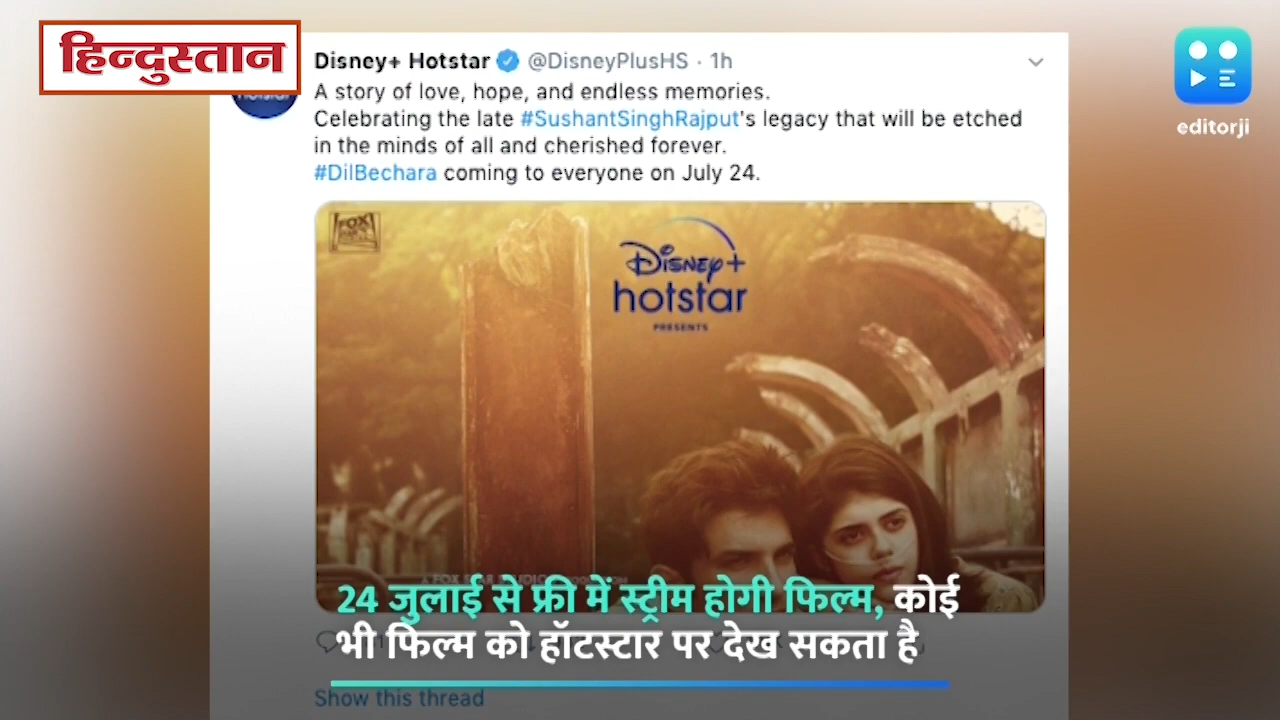 हिन्दुस्तान
Disney+ Hotstar @DisneyPlusHS · 1h
hotstar
A story of love, hope, and endless memories.
Celebrating the late #SushantSinghRajput's legacy that will be etched
in the minds of all and cherished forever.
#DilBechara coming to everyone on July 24.
editorji
FOX
Disney+
hotstar
PRESENTS
24 जुलाई से फ्री में स्ट्रीम होगी फिल्म, कोई
भी फिल्म को हॉटस्टार पर देख सकता है
Show this thread